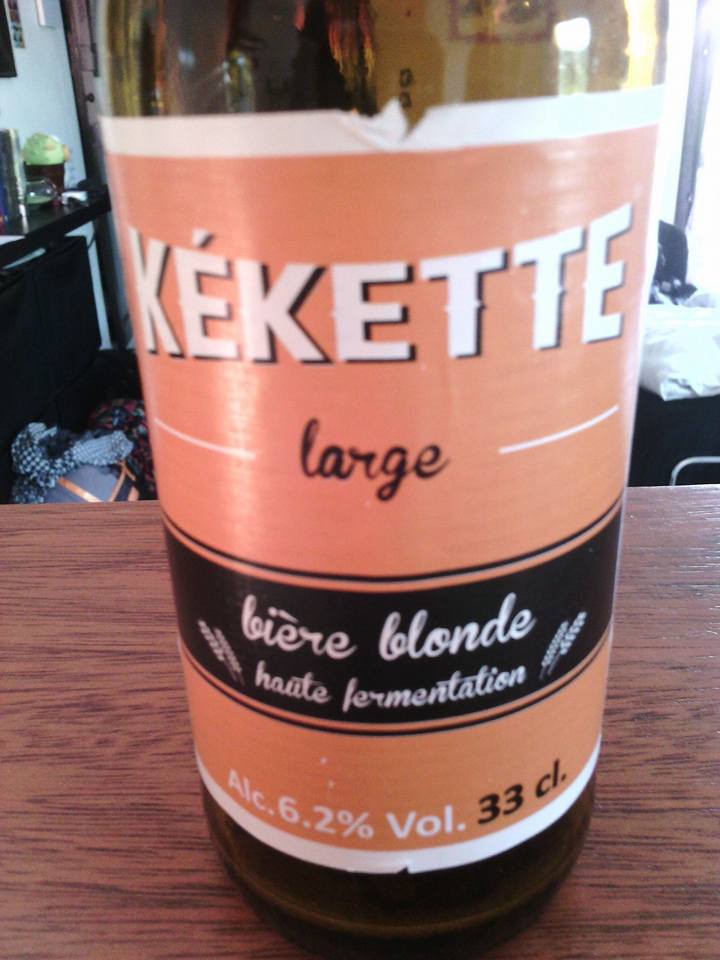 KÉKETTE
large
bière blonde
haute fermentation
Alc.6.2% Vol. 33 cl.